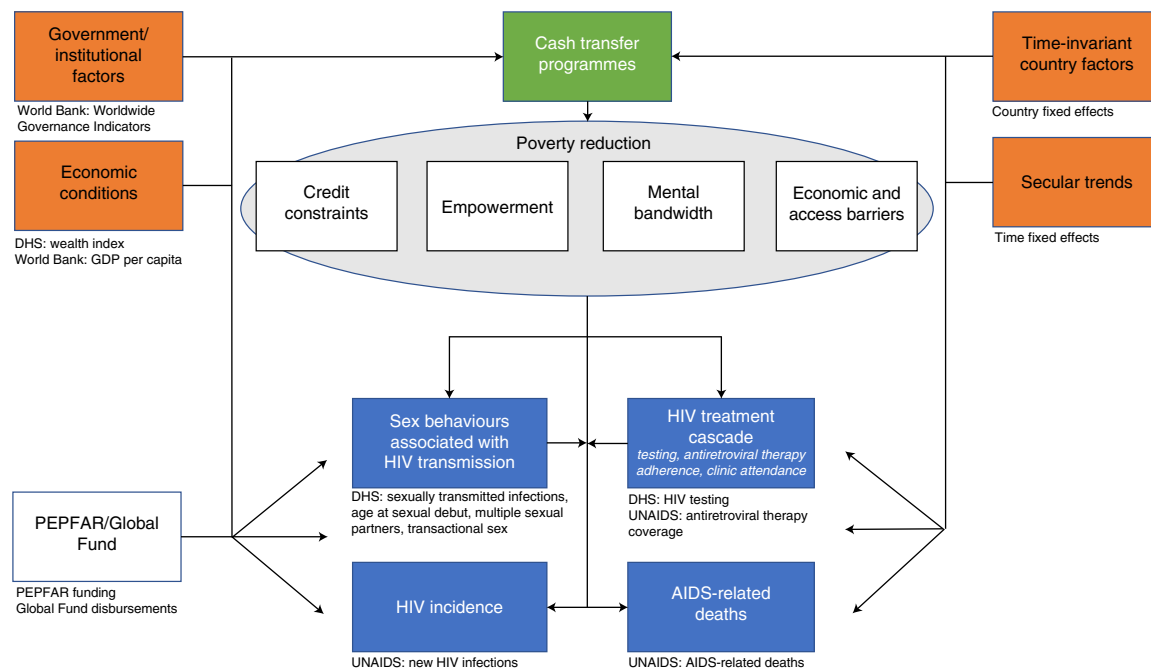 Government/
institutional
factors
World Bank: Worldwide
Governance Indicators
Cash transfer
programmes
Time-invariant
country factors
Country fixed effects
Economic
conditions
DHS: wealth index
World Bank: GDP per capita
Poverty reduction
Credit
constraints
Empowerment
Mental
bandwidth
Economic and
access barriers
Secular trends
Time fixed effects
Sex behaviours
associated with
HIV transmission
DHS: sexually transmitted infections,
age at sexual debut, multiple sexual
partners, transactional sex
HIV treatment
cascade
testing, antiretroviral therapy
adherence, clinic attendance
DHS: HIV testing
UNAIDS: antiretroviral therapy
coverage
PEPFAR/Global
Fund
PEPFAR funding
Global Fund disbursements
HIV incidence
UNAIDS: new HIV infections
AIDS-related
deaths
UNAIDS: AIDS-related deaths